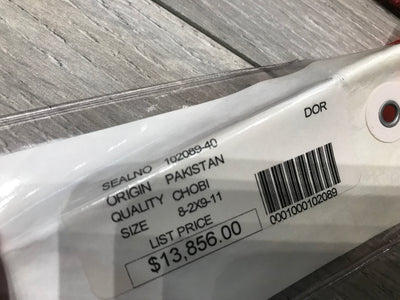 DOR
SEALNO 102089-40
ORIGIN PAKISTAN
QUALITY CHOBI
SIZE 8-2X9-11
LIST PRICE
$13,856.00
0001000102089